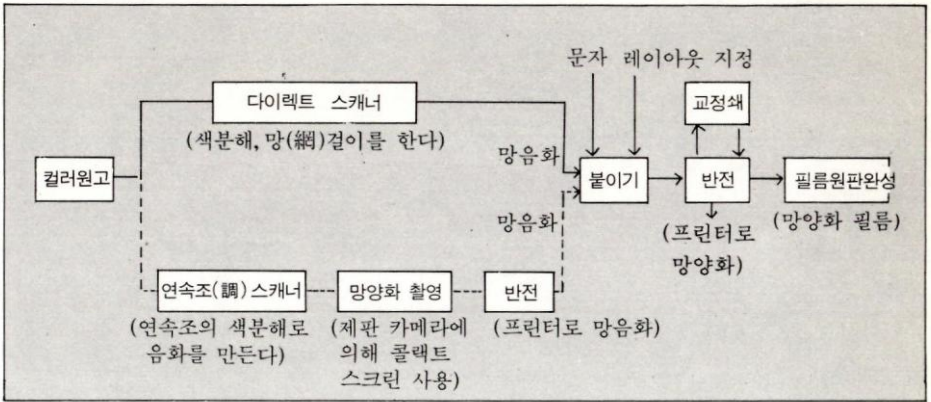 문자 레이아웃 지정
다이렉트 스캐너
교정쇄
(색분해, 망(網)걸이를 한다)
망음화
컬러원고
붙이기
반전
필름원판완성
망음화
(프린터로
망양화)
(망양화 필름)
연속조(調) 스캐너
망양화 촬영
반전
(연속조의 색분해로
음화를 만든다)
(제판 카메라에
의해 콜랙트
스크린 사용)
(프린터로 망음화)